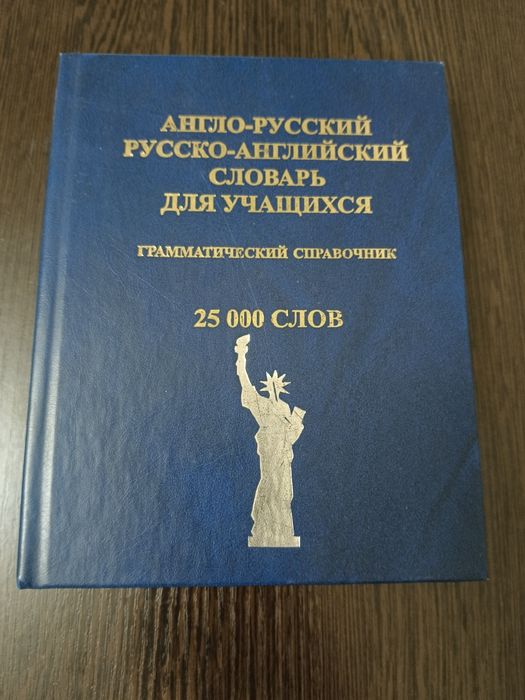 АНГЛО-РУССКИЙ
РУССКО-АНГЛИЙСКИЙ
СЛОВАРЬ
ДЛЯ УЧАЩИХСЯ
ГРАММАТИЧЕСКИЙ СПРАВОЧНИК
25 000 СЛОВ